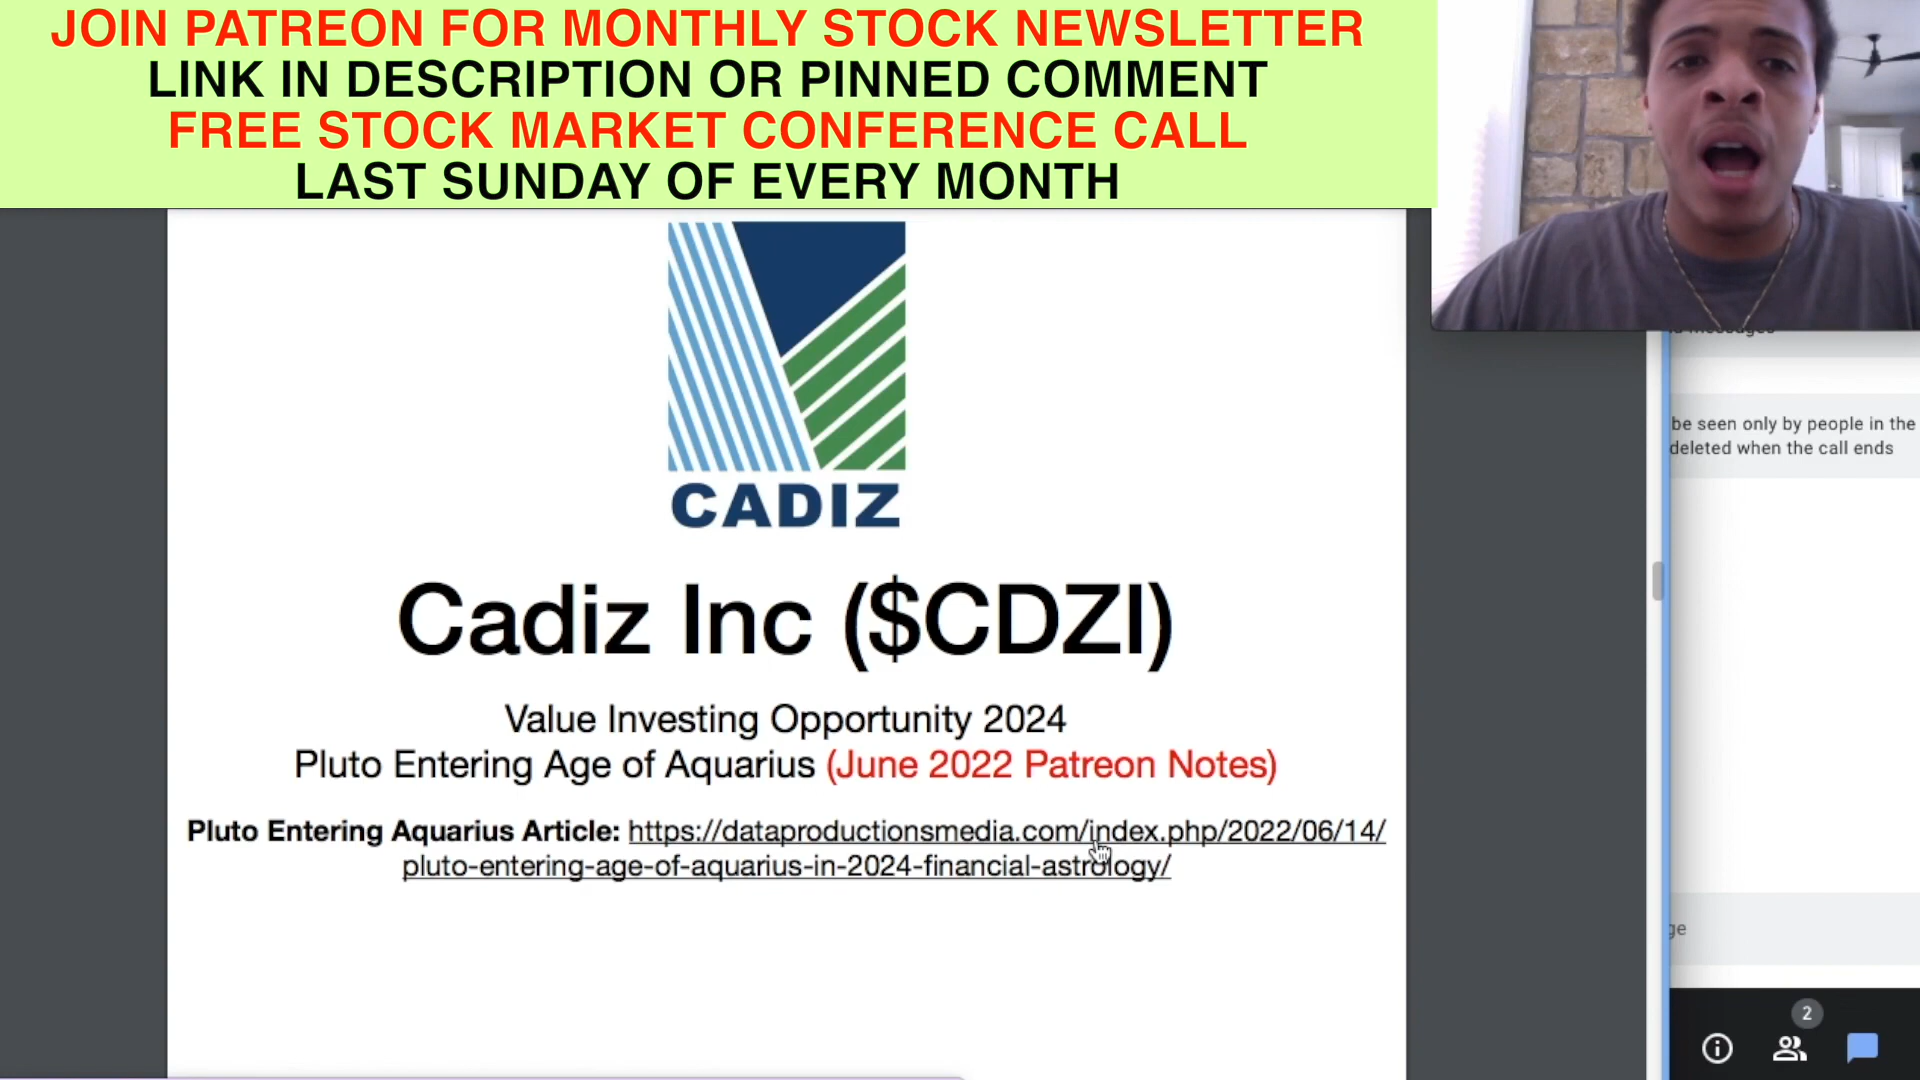 JOIN PATREON FOR MONTHLY STOCK NEWSLETTER
LINK IN DESCRIPTION OR PINNED COMMENT
FREE STOCK MARKET CONFERENCE CALL
LAST SUNDAY OF EVERY MONTH
CADIZ
Cadiz Inc ($CDZI)
Value Investing Opportunity 2024
Pluto Entering Age of Aquarius (June 2022 Patreon Notes)
Pluto Entering Aquarius Article: https://dataproductionsmedia.com/index.php/2022/06/14/
pluto-entering-age-of-aquarius-in-2024-financial-astrology/
be seen only by people in the
deleted when the call ends
2